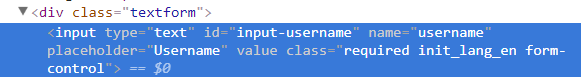 ▼<div class="textform">
<input type="text" id="input-username" name="username"
placeholder="Username" value class="required init_lang_en form-
control"> == $0